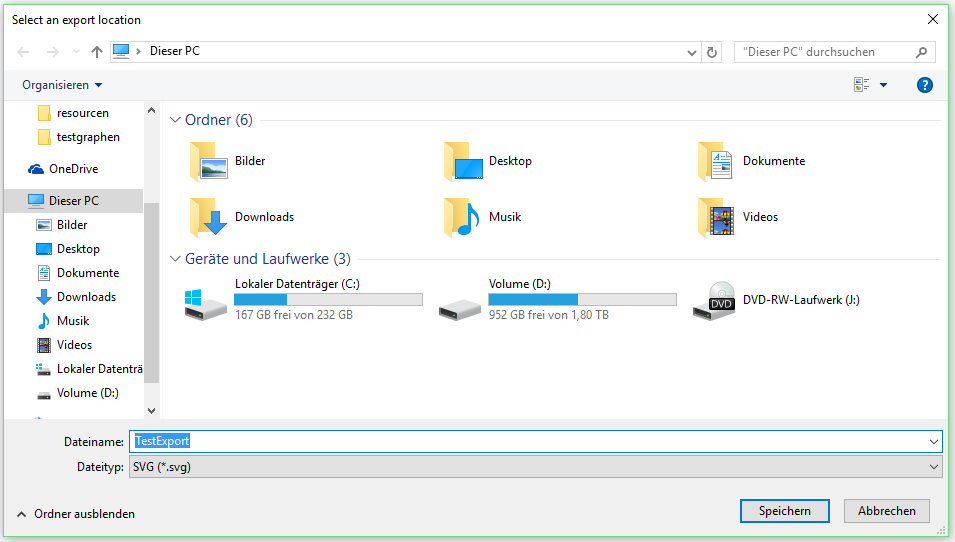 Select an export location
Dieser PC
"Dieser PC" durchsuchen
Organisieren
?
resourcen
testgraphen
OneDrive
Dieser PC
Bilder
Desktop
Dokumente
Downloads
Musik
Videos
Lokaler Datenträ
Volume (D:)
Ordner (6)
Bilder
Desktop
Dokumente
Downloads
Musik
Videos
Geräte und Laufwerke (3)
Lokaler Datenträger (C:)
167 GB frei von 232 GB
Volume (D:)
952 GB frei von 1,80 TB
DVD
DVD-RW-Laufwerk (J:)
Dateiname: TestExport
Dateityp: SVG (*.svg)
Ordner ausblenden
Speichern
Abbrechen